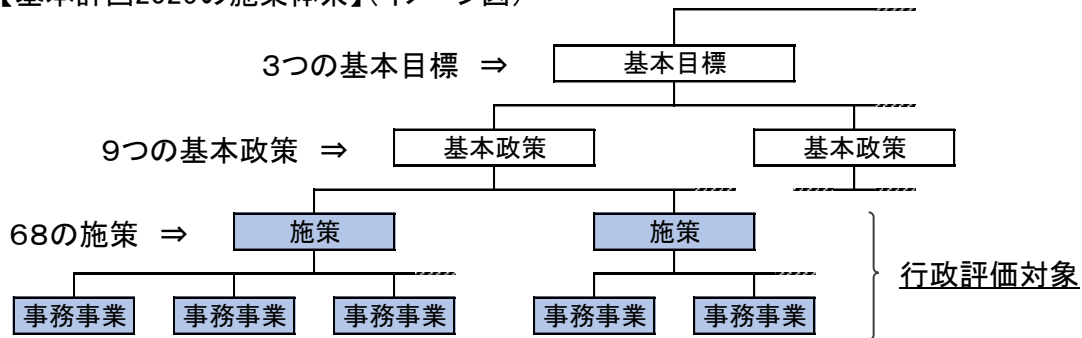 3つの基本目標 ⇒ 基本目標
9つの基本政策 ⇒ 基本政策 基本政策
68の施策 ⇒ 施策 施策
行政評価対象
事務事業 事務事業 事務事業 事務事業 事務事業